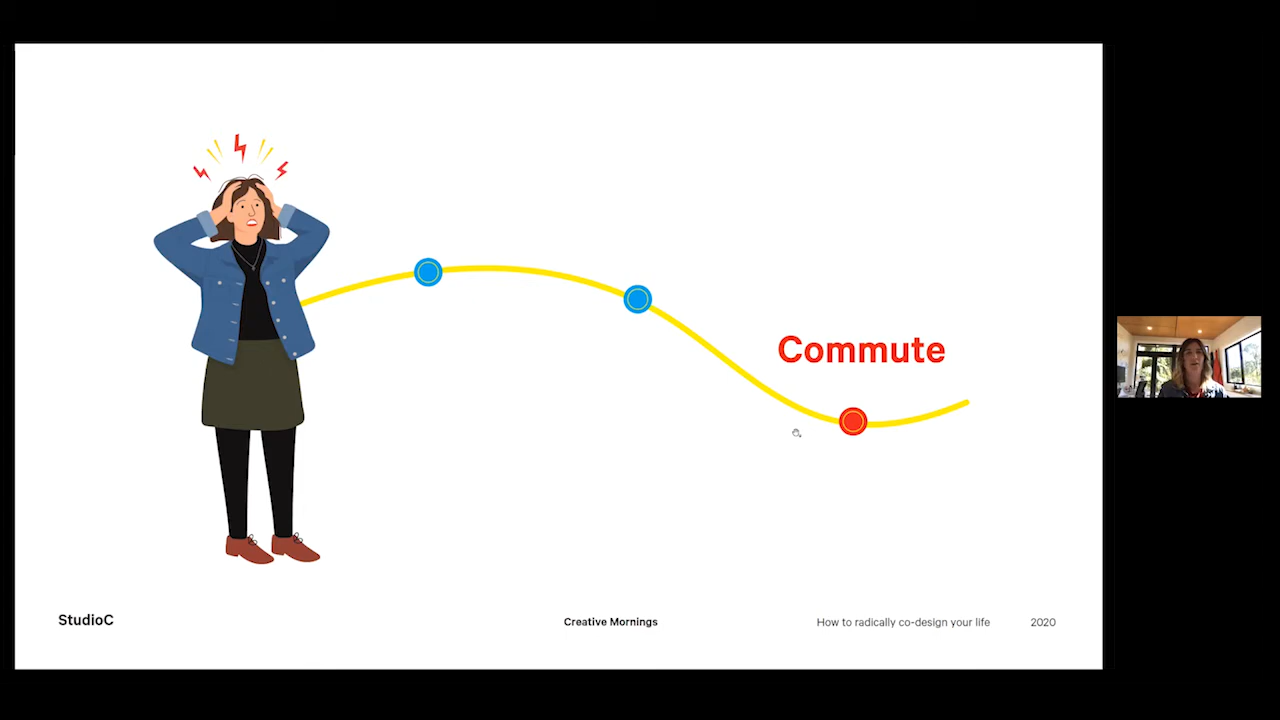 Commute
StudioC
Creative Mornings
How to radically co-design your life
2020